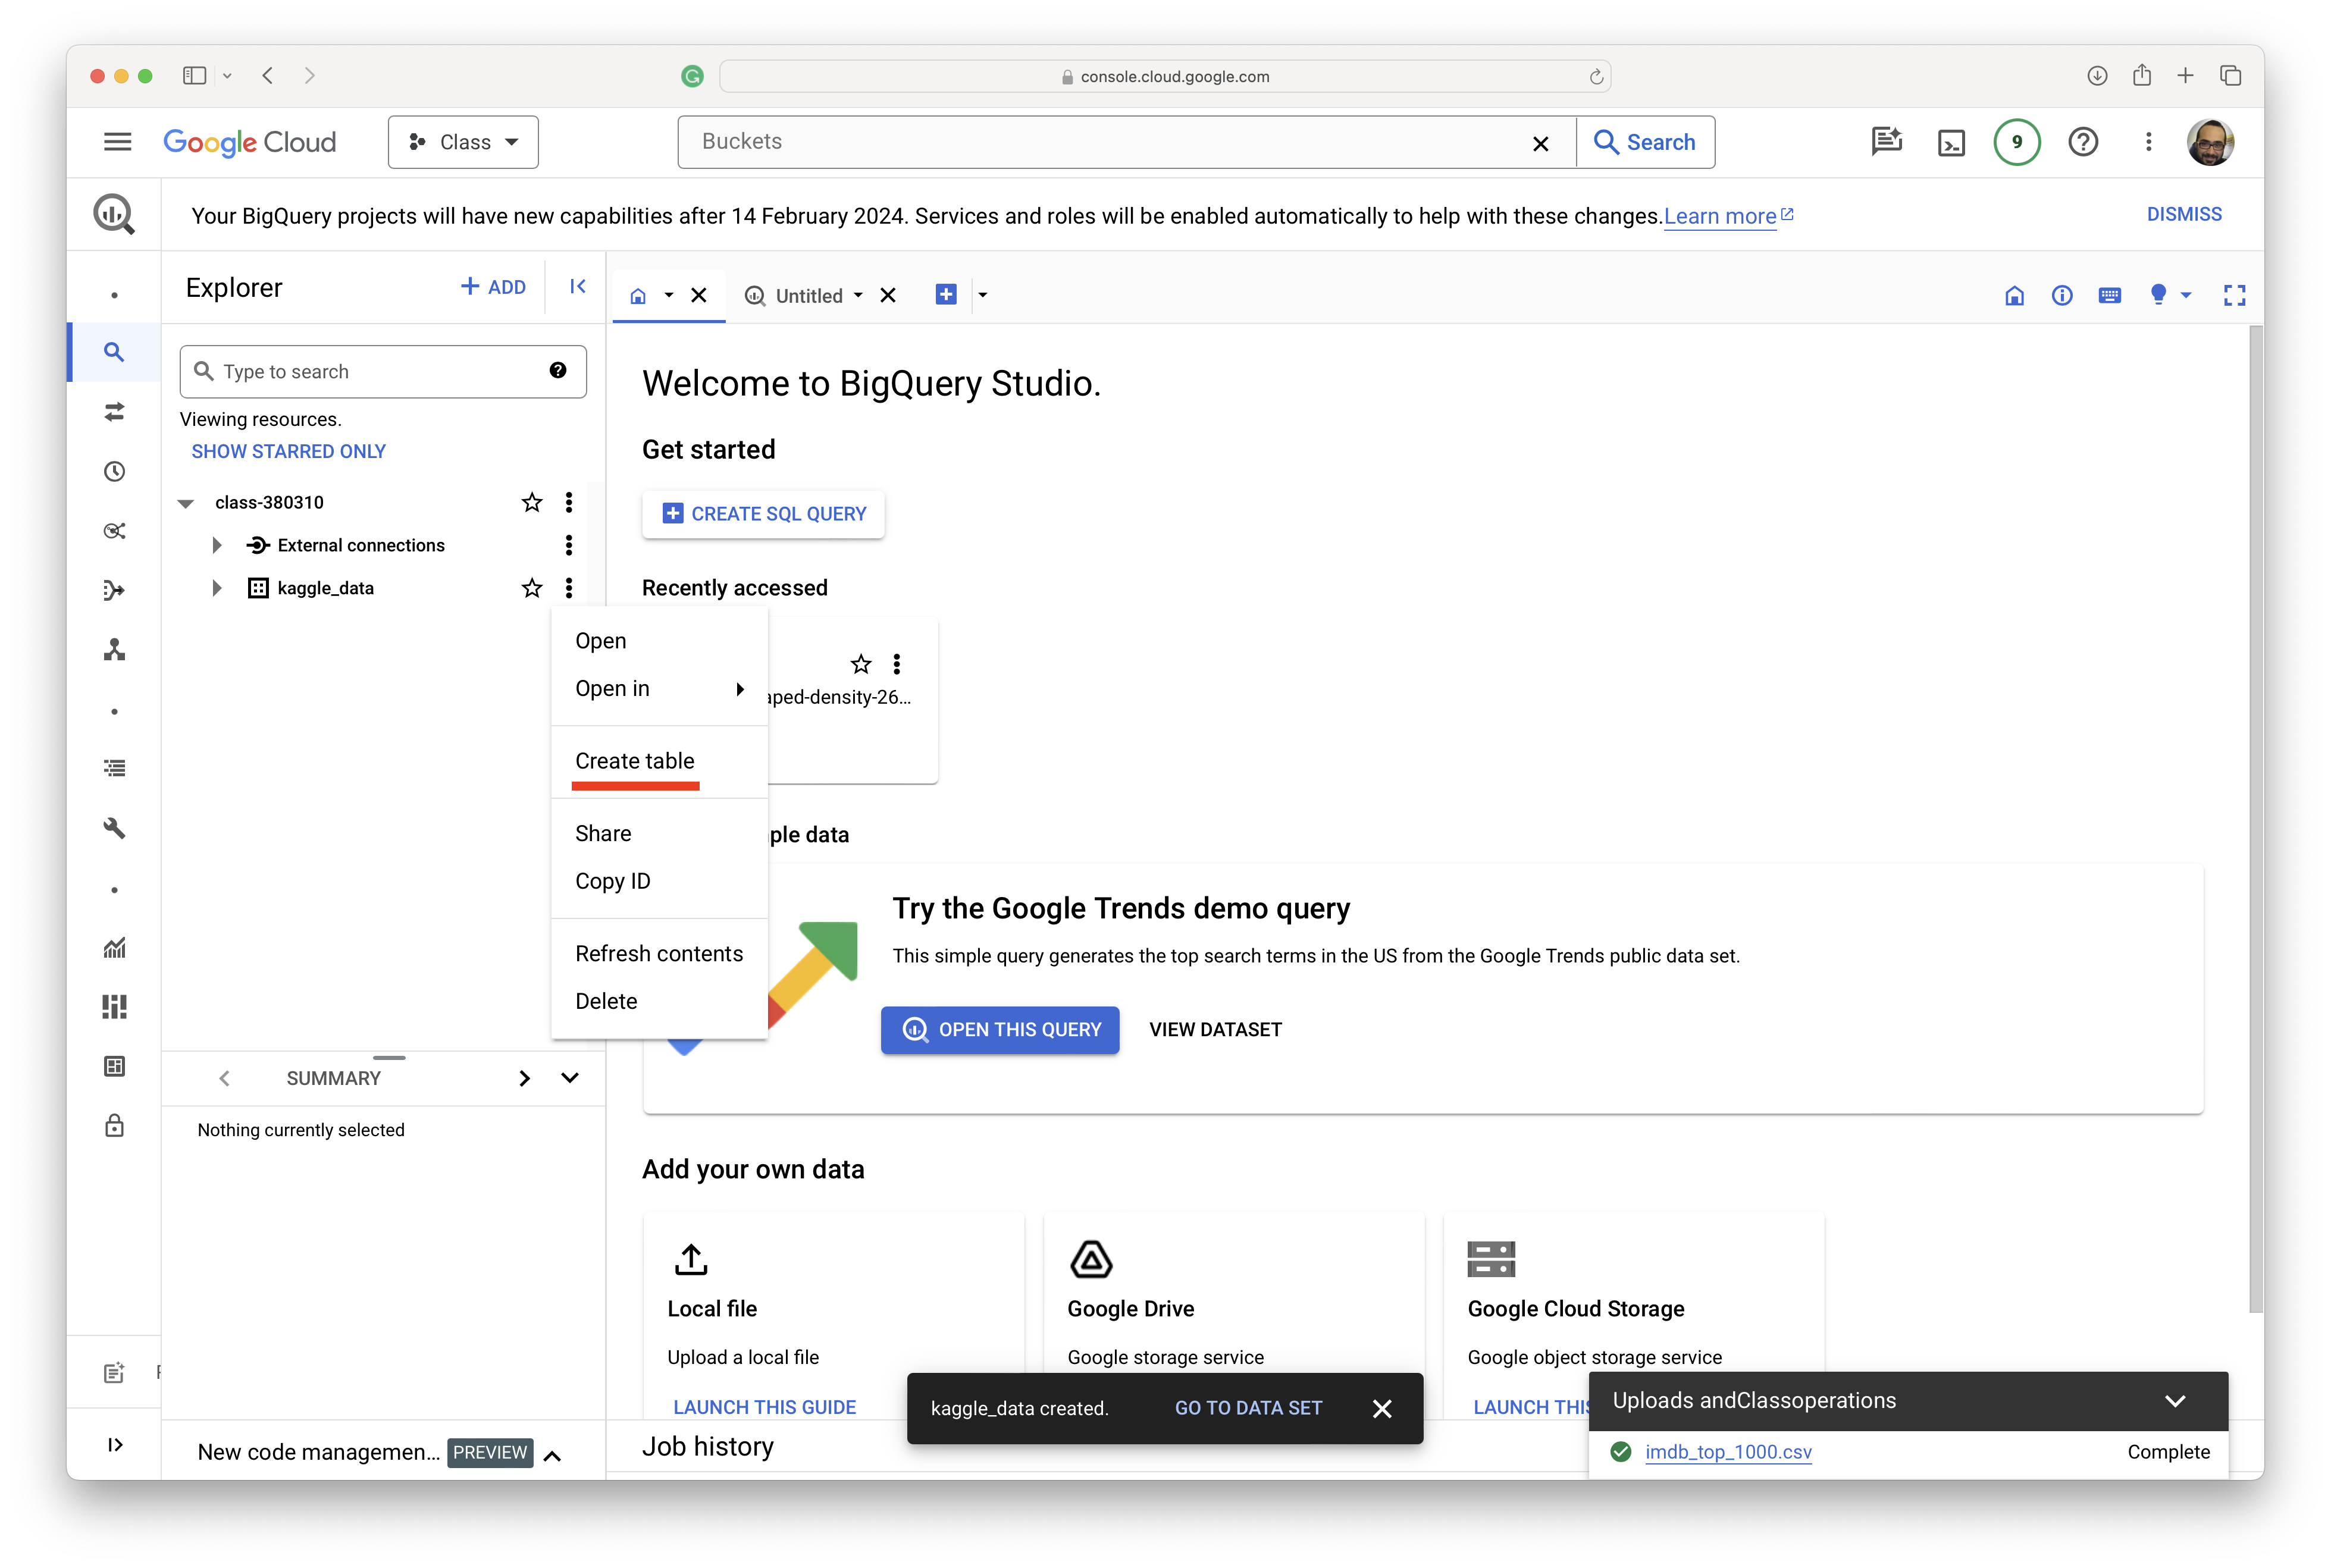 console.cloud.google.com
Google Cloud
Class
Buckets
Search
9
Your BigQuery projects will have new capabilities after 14 February 2024. Services and roles will be enabled automatically to help with these changes.Learn more
DISMISS
Explorer
+ ADD
Untitled
Type to search
Viewing resources.
SHOW STARRED ONLY
class-380310
External connections
kaggle_data
Open
Open in
Create table
Share
Copy ID
Refresh contents
Delete
SUMMARY
Nothing currently selected
New code managemen...
PREVIEW
Welcome to BigQuery Studio.
Get started
CREATE SQL QUERY
Recently accessed
aped-density-26...
ple data
Try the Google Trends demo query
This simple query generates the top search terms in the US from the Google Trends public data set.
OPEN THIS QUERY
VIEW DATASET
Add your own data
Local file
Upload a local file
LAUNCH THIS GUIDE
Google Drive
Google storage service
Google Cloud Storage
Google object storage service
LAUNCH THIS
kaggle_data created.
GO TO DATA SET
Job history
Uploads andClassoperations
imdb_top_1000.csv
Complete